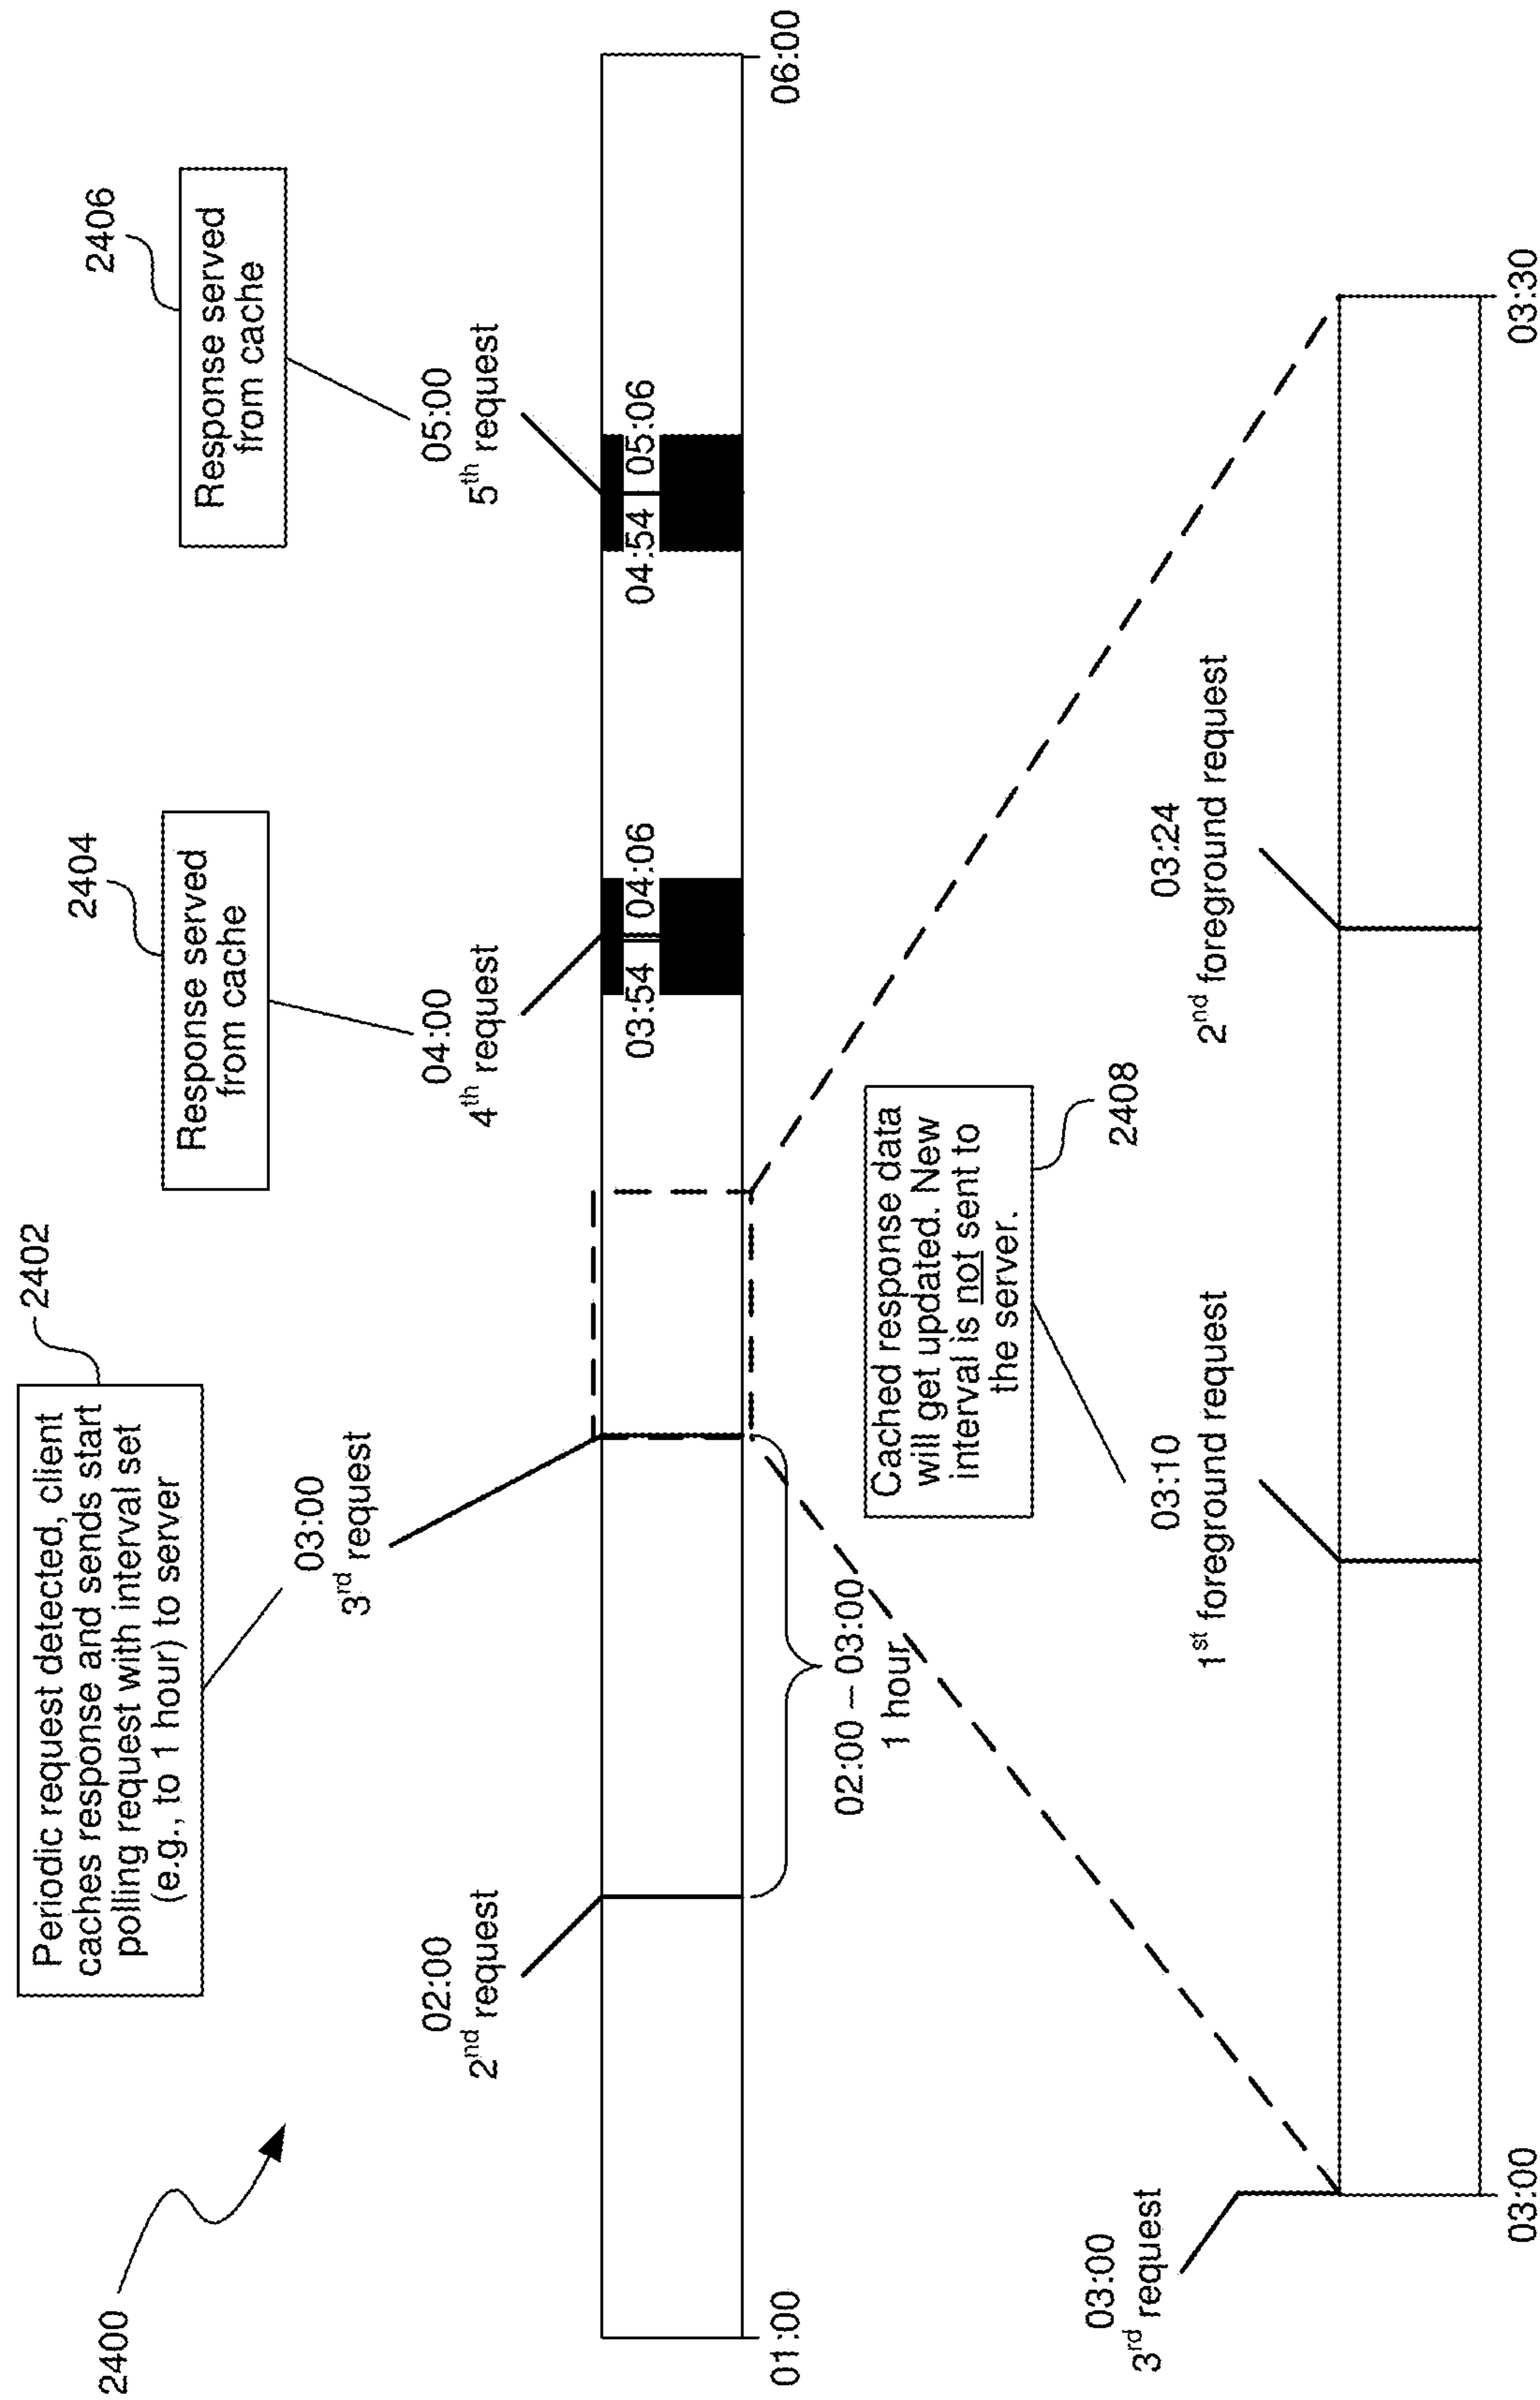 2400
Periodic request detected, client
caches response and sends start
polling request with interval set
(e.g., to 1 hour) to server
2402
Response served
from cache
2404
Response served
from cache
2406
02:00
2nd request
03:00
3rd request
04:00
4th request
05:00
5th request
03:54 04:06
04:54 05:06
01:00
06:00
02:00 – 03:00
1 hour
Cached response data
will get updated. New
interval is not sent to
the server.
2408
03:00
3rd request
03:10
1st foreground request
03:24
2nd foreground request
03:00
03:30